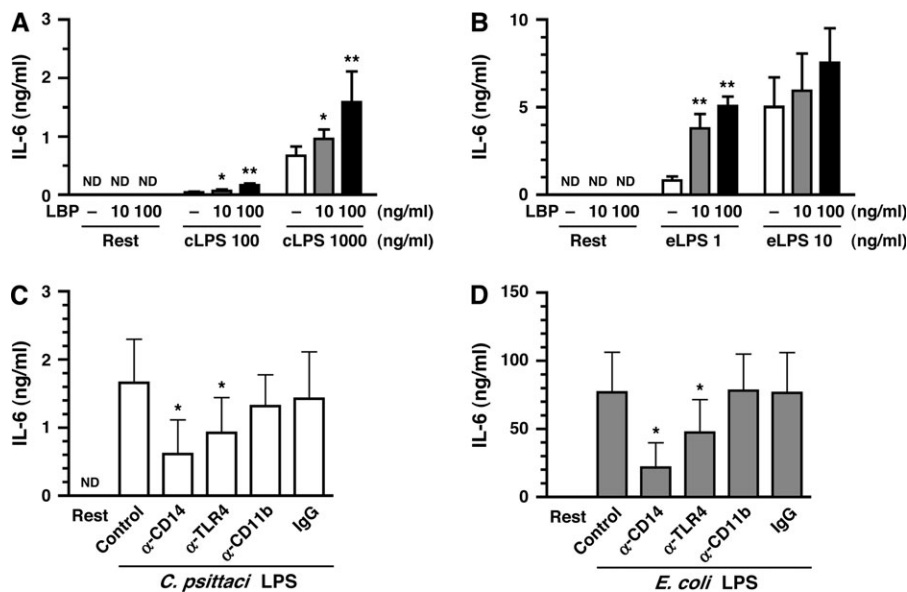 A
IL-6 (ng/ml)
3
2
1
0
ND ND ND
*
**
*
**
LBP – 10 100 – 10 100 – 10 100 (ng/ml)
Rest cLPS 100 cLPS 1000 (ng/ml)
B
IL-6 (ng/ml)
10
5
0
ND ND ND
**
**
LBP – 10 100 – 10 100 – 10 100 (ng/ml)
Rest eLPS 1 eLPS 10 (ng/ml)
C
IL-6 (ng/ml)
3
2
1
0
ND
*
*
Rest Control α-CD14 α-TLR4 α-CD11b IgG
C. psittaci LPS
D
IL-6 (ng/ml)
150
100
50
0
*
*
Rest Control α-CD14 α-TLR4 α-CD11b IgG
E. coli LPS